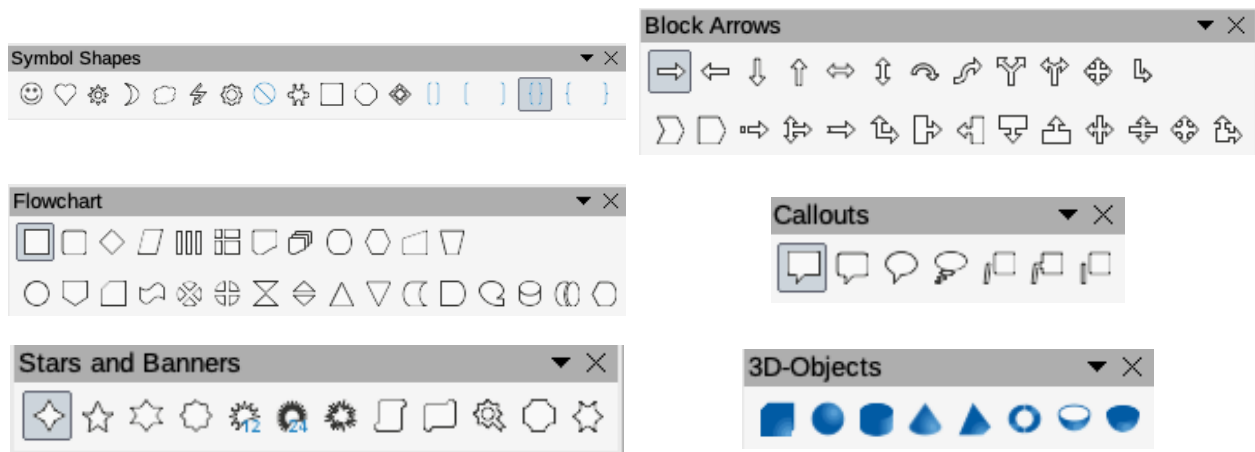 Symbol Shapes
Block Arrows
Flowchart
Callouts
Stars and Banners
12
24
3D-Objects